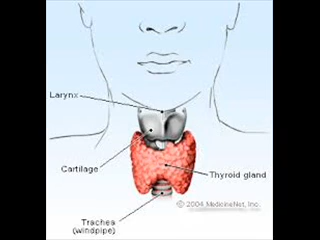 Larynx
Cartilage
Thyroid gland
© 2004 MedicineNet, Inc.
Trachea
(windpipe)